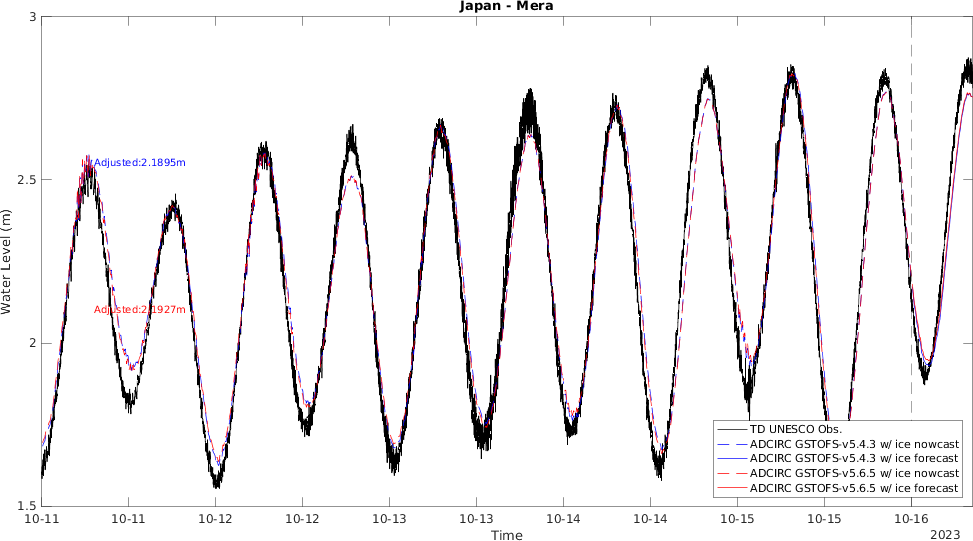 Japan - Mera
3
2.5
2
1.5
Water Level (m)
Adjusted:2.1895m
Adjusted:2.1927m
TD UNESCO Obs.
ADCIRC GSTOFS-v5.4.3 w/ ice nowcast
ADCIRC GSTOFS-v5.4.3 w/ ice forecast
ADCIRC GSTOFS-v5.6.5 w/ ice nowcast
ADCIRC GSTOFS-v5.6.5 w/ ice forecast
10-11 10-11 10-12 10-12 10-13 10-13 10-14 10-14 10-15 10-15 10-16
Time
2023